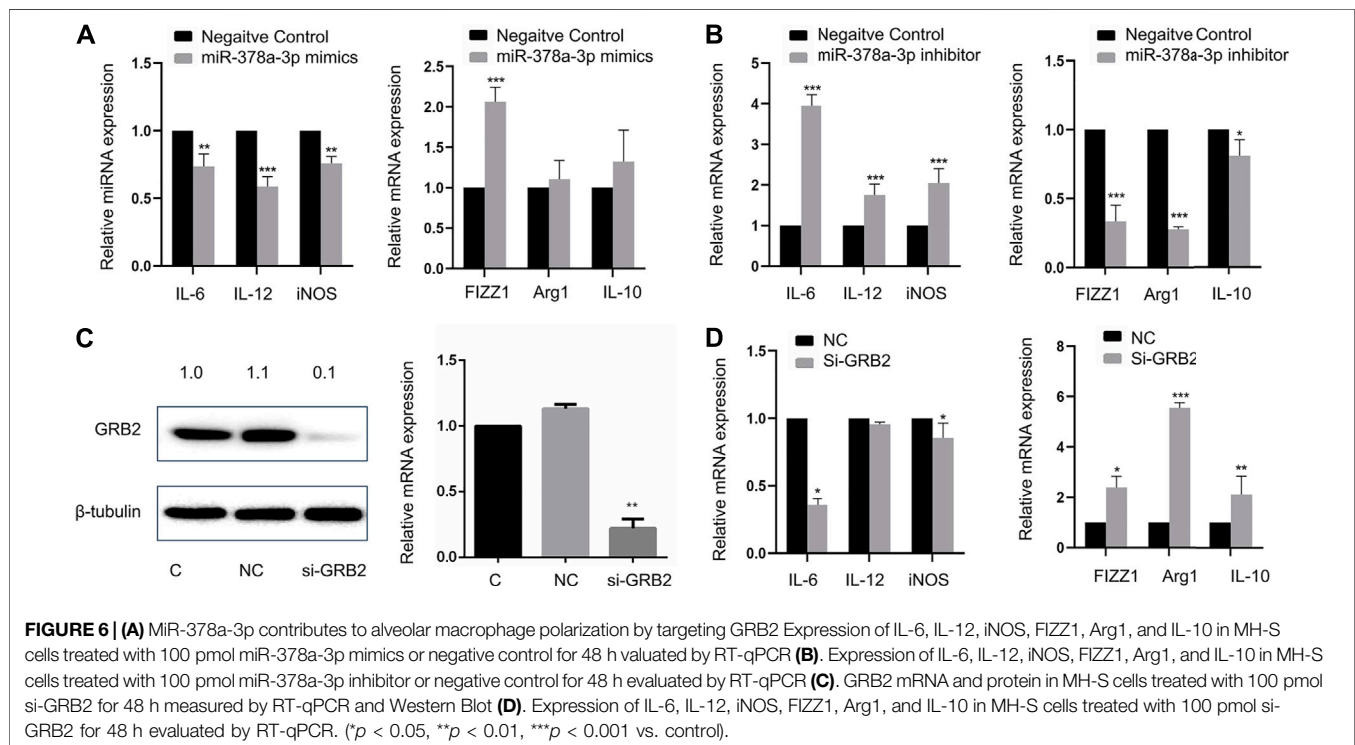 A
Negaitve Control
miR-378a-3p mimics
Relative miRNA expression
1.5
1.0
0.5
0.0
** *** **
IL-6 IL-12 iNOS
Negaitve Control
miR-378a-3p mimics
Relative mRNA expression
2.5
2.0
1.5
1.0
0.5
0.0
***
FIZZ1 Arg1 IL-10
B
Negaitve Control
miR-378a-3p inhibitor
Relative mRNA expression
5
4
3
2
1
0
*** *** ***
IL-6 IL-12 iNOS
Negaitve Control
miR-378a-3p inhibitor
Relative mRNA expression
1.5
1.0
0.5
0.0
*** *** *
FIZZ1 Arg1 IL-10
C
1.0 1.1 0.1
GRB2
β-tubulin
C NC si-GRB2
Relative mRNA expression
1.5
1.0
0.5
0.0
**
C NC si-GRB2
D
NC
Si-GRB2
Relative mRNA expression
1.5
1.0
0.5
0.0
* *
IL-6 IL-12 iNOS
NC
Si-GRB2
Relative mRNA expression
8
6
4
2
0
* *** **
FIZZ1 Arg1 IL-10
FIGURE 6 | (A) MiR-378a-3p contributes to alveolar macrophage polarization by targeting GRB2 Expression of IL-6, IL-12, iNOS, FIZZ1, Arg1, and IL-10 in MH-S
cells treated with 100 pmol miR-378a-3p mimics or negative control for 48 h valuated by RT-qPCR (B). Expression of IL-6, IL-12, iNOS, FIZZ1, Arg1, and IL-10 in MH-S
cells treated with 100 pmol miR-378a-3p inhibitor or negative control for 48 h evaluated by RT-qPCR (C). GRB2 mRNA and protein in MH-S cells treated with 100 pmol
si-GRB2 for 48 h measured by RT-qPCR and Western Blot (D). Expression of IL-6, IL-12, iNOS, FIZZ1, Arg1, and IL-10 in MH-S cells treated with 100 pmol si-
GRB2 for 48 h evaluated by RT-qPCR. (*p < 0.05, **p < 0.01, ***p < 0.001 vs. control).